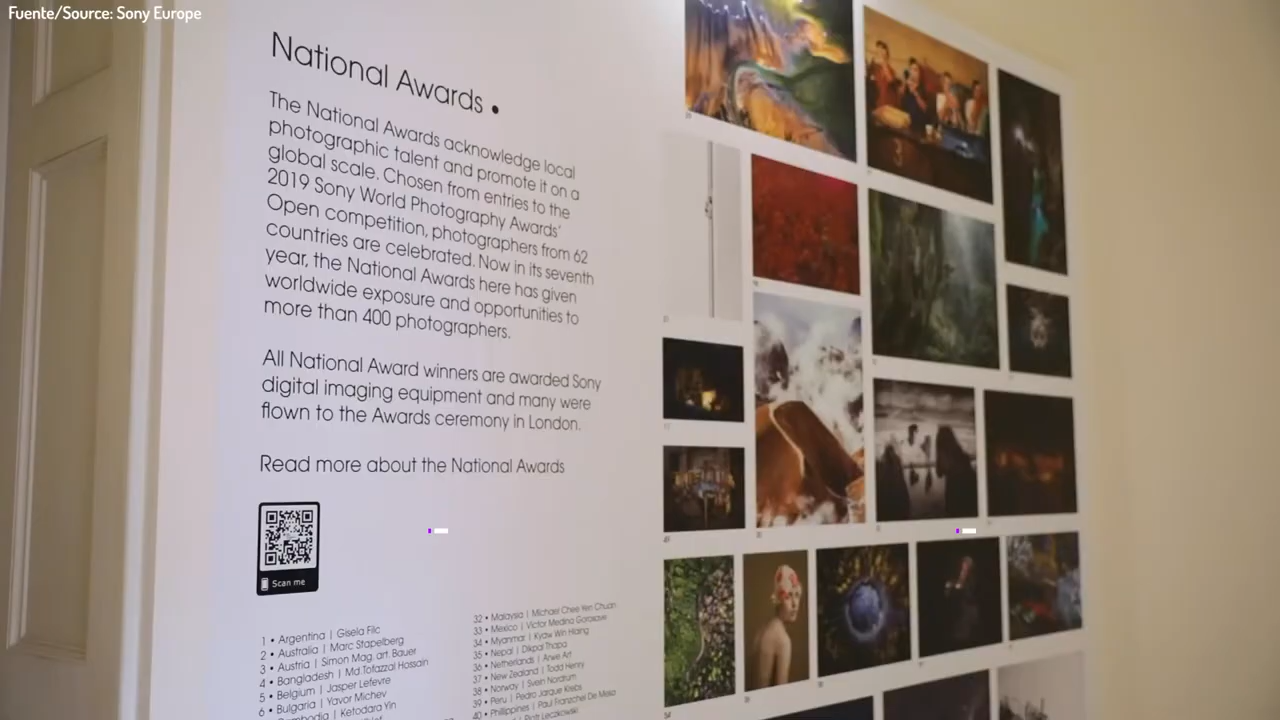 Fuente/Source: Sony Europe
National Awards •
The National Awards acknowledge local
photographic talent and promote it on a
global scale. Chosen from entries to the
2019 Sony World Photography Awards'
Open competition, photographers from 62
countries are celebrated. Now in its seventh
year, the National Awards here has given
worldwide exposure and opportunities to
more than 400 photographers.
All National Award winners are awarded Sony
digital imaging equipment and many were
flown to the Awards ceremony in London.
Read more about the National Awards
Scan me
1 • Argentina | Gisela Filc
2 • Australia | Marc Stapelberg
3 • Austria | Simon Mag. art. Bauer
4 • Bangladesh | Md Tofazzal Hossain
5 • Belgium | Jasper Lefevre
6 • Bulgaria | Yavor Michev
Cambodia | Ketodara Yin
32 • Malaysia | Michael Chee Yen Chuan
33 • Mexico | Victor Medina Gorosave
34 • Myanmar | Kyaw Win Hlaing
35 • Nepal | Dikpal Thapa
36 • Netherlands | Arwe Art
37 • New Zealand | Todd Henry
38 • Norway | Svein Nordrum
39 • Peru | Pedro Jarque Krebs
40 • Philippines | Paul